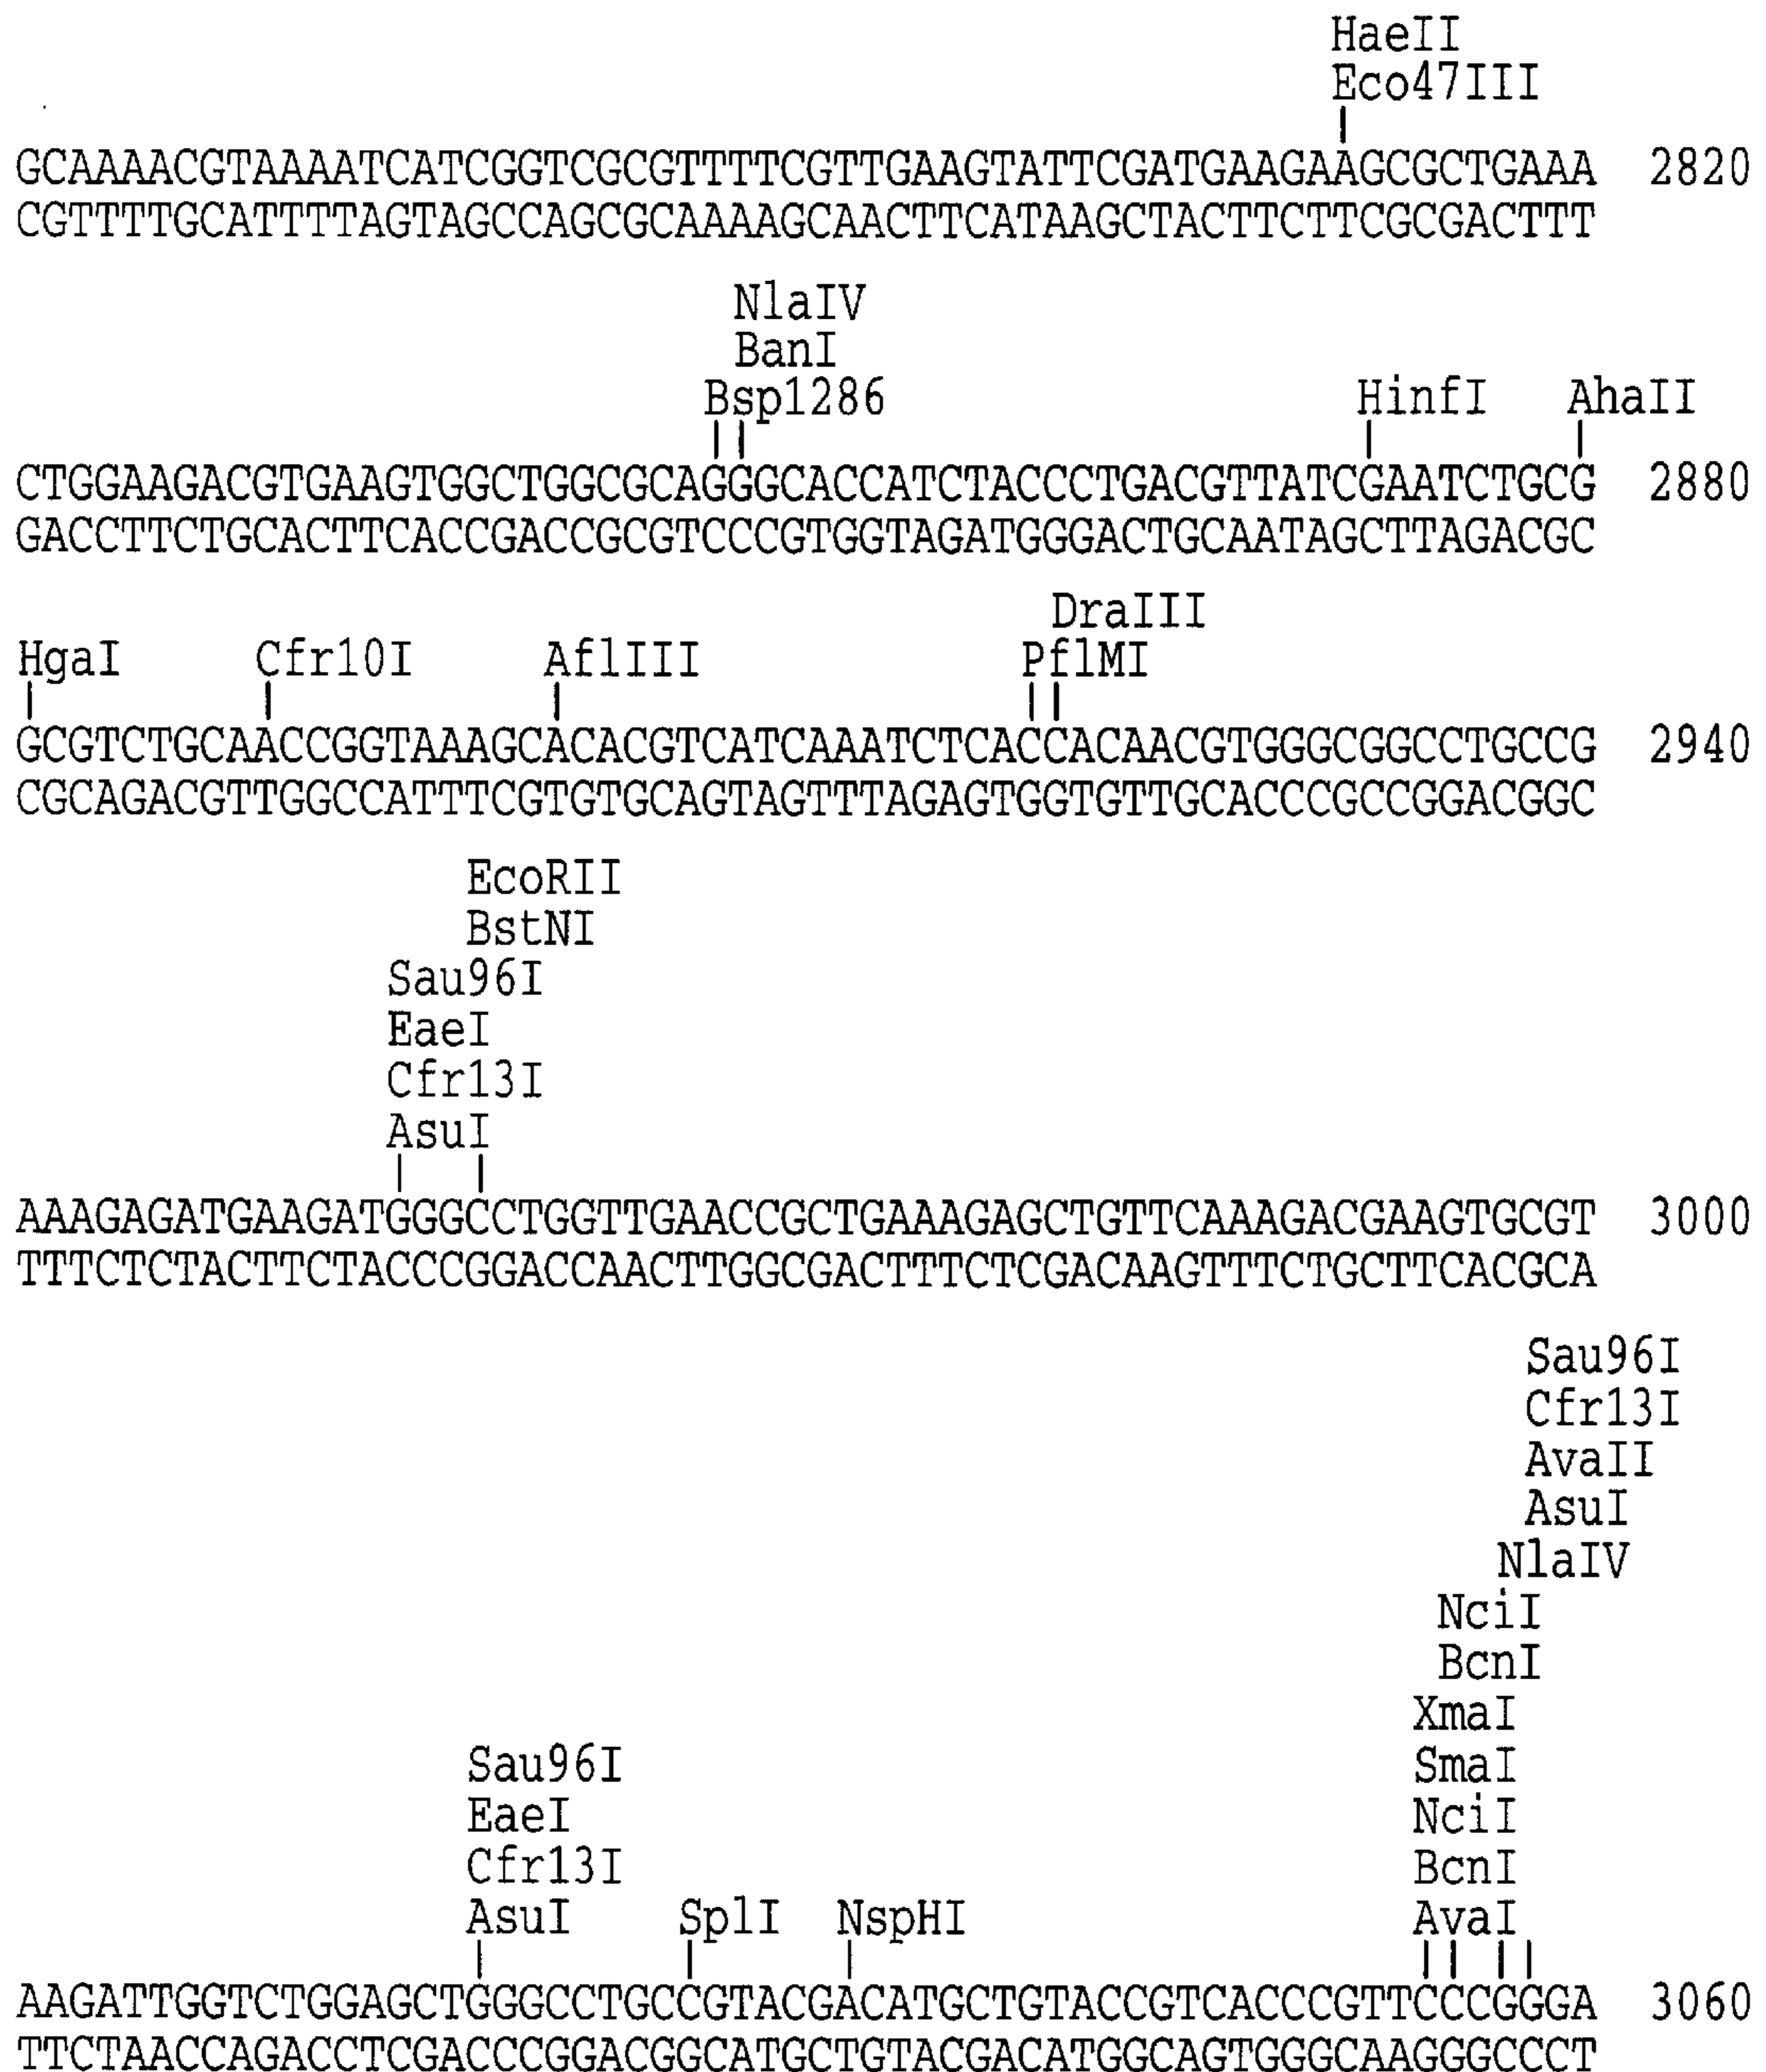 HaeII
Eco47III
GCAAAACGTAAAATCATCGGTCGCGTTTTCGTTGAAGTATTCGATGAAGAAGCGCTGAAA 2820
CGTTTTGCATTTTAGTAGCCAGCGCAAAAGCAACTTCATAAGCTACTTCTTCGCGACTTT
NlaIV
BanI
Bsp1286 HinfI AhaII
CTGGAAGACGTGAAGTGGCTGGCGCAGGGCACCATCTACCCTGACGTTATCGAATCTGCG 2880
GACCTTCTGCACTTCACCGACCGCGTCCCGTGGTAGATGGGACTGCAATAGCTTAGACGC
DraIII
HgaI Cfr10I AflIII PflMI
GCGTCTGCAACCGGTAAAGCACACGTCATCAAATCTCACCACAACGTGGGCGGCCTGCCG 2940
CGCAGACGTTGGCCATTTCGTGTGCAGTAGTTTAGAGTGGTGTTGCACCCGCCGGACGGC
EcoRII
BstNI
Sau96I
EaeI
Cfr13I
AsuI
AAAGAGATGAAGATGGGCCTGGTTGAACCGCTGAAAGAGCTGTTCAAAGACGAAGTGCGT 3000
TTTCTCTACTTCTACCCGGACCAACTTGGCGACTTTCTCGACAAGTTTCTGCTTCACGCA
Sau96I
Cfr13I
AvaII
AsuI
NlaIV
NciI
BcnI
XmaI
Sau96I SmaI
EaeI NciI
Cfr13I BcnI
AsuI SplI NspHI AvaI
AAGATTGGTCTGGAGCTGGGCCTGCCGTACGACATGCTGTACCGTCACCCGTTCCCGGGA 3060
TTCTAACCAGACCTCGACCCGGACGGCATGCTGTACGACATGGCAGTGGGCAAGGGCCCT